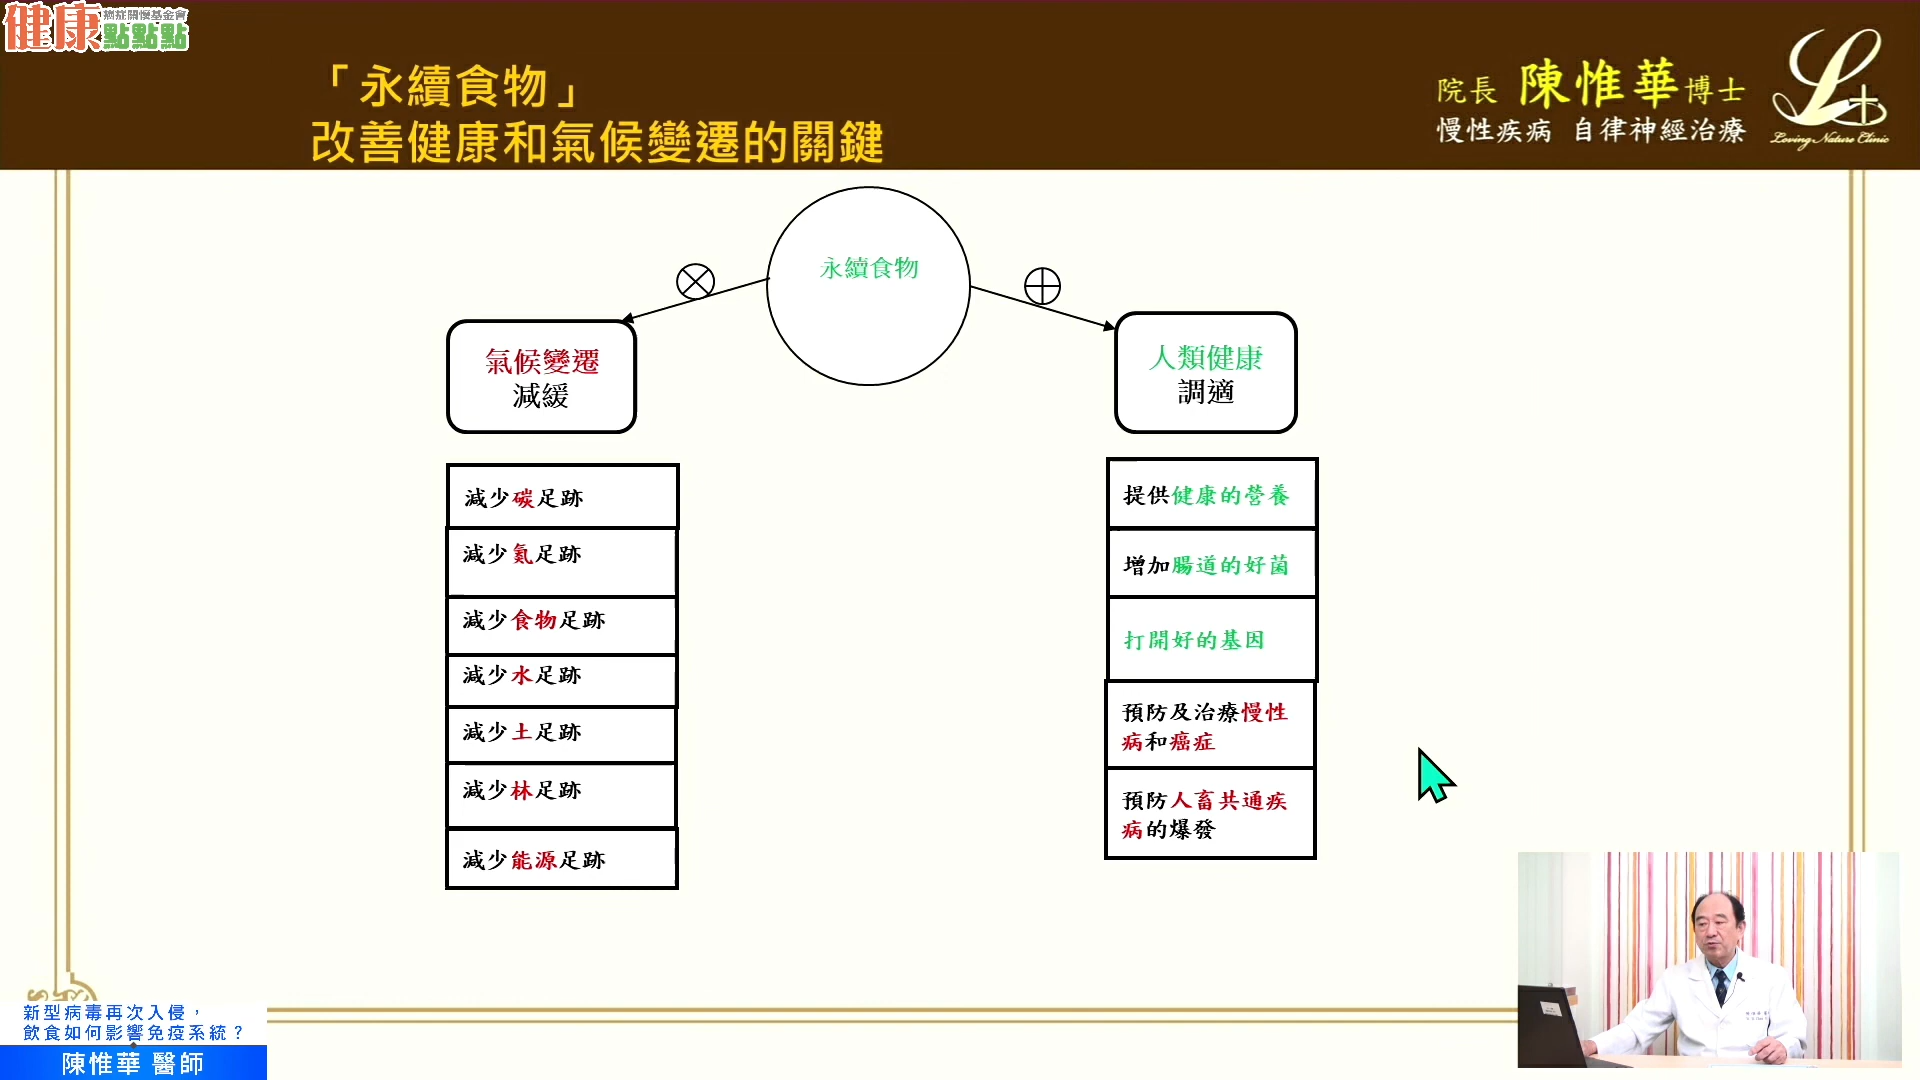 健康
癌症關懷基金會
點點點
「永續食物」
改善健康和氣候變遷的關鍵
院長 陳惟華博士
慢性疾病 自律神經治療
Loving Nature Clinic
永續食物
氣候變遷
減緩
減少碳足跡
減少氮足跡
減少食物足跡
減少水足跡
減少土足跡
減少林足跡
減少能源足跡
人類健康
調適
提供健康的營養
增加腸道的好菌
打開好的基因
預防及治療慢性
病和癌症
預防人畜共通疾
病的爆發
新型病毒再次入侵，
飲食如何影響免疫系統？
陳惟華 醫師